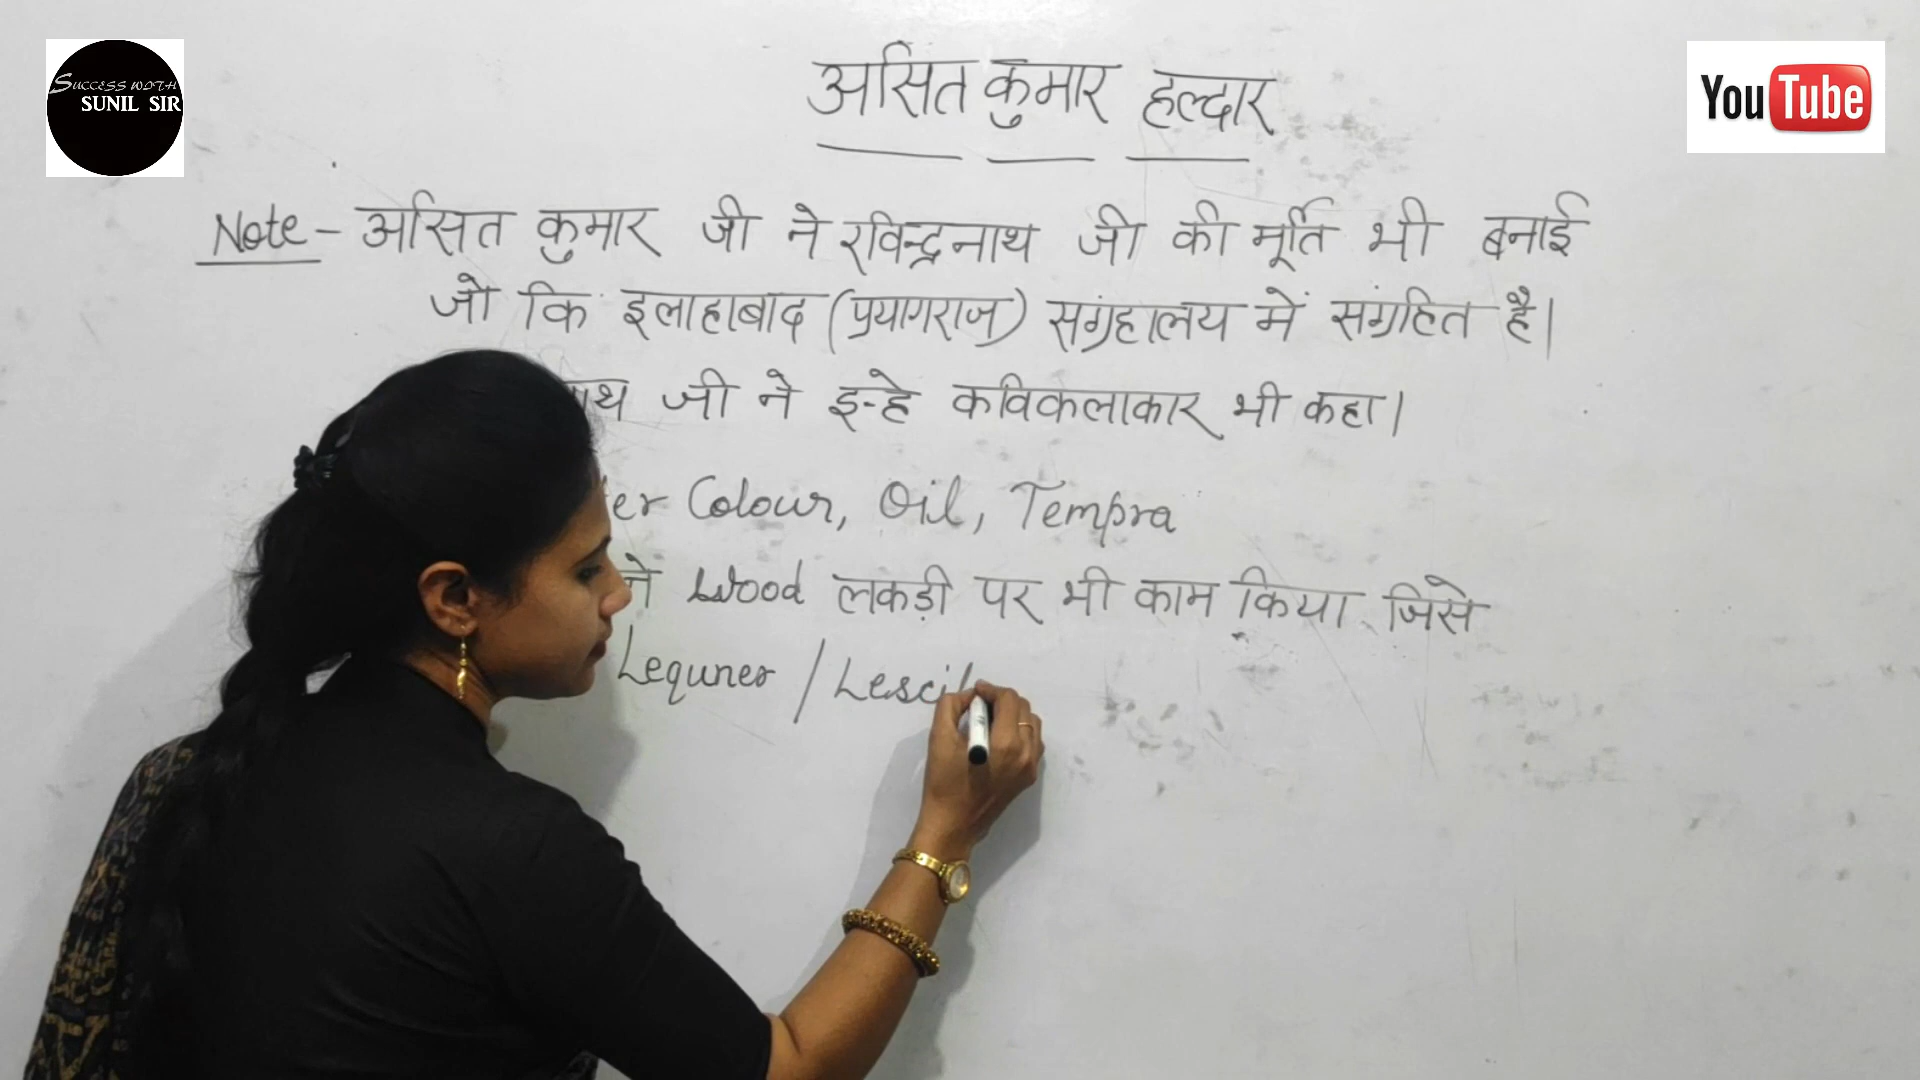 SUCCESS WITH
SUNIL SIR
YouTube
असित कुमार हल्दार
Note - असित कुमार जी ने रविन्द्रनाथ जी की मूर्ति भी बनाई
जो कि इलाहाबाद (प्रयागराज) संग्रहालय में संग्रहित है।
जी ने इन्हे कविकलाकार भी कहा।
Colour, Oil, Tempra
ने Wood लकड़ी पर भी काम किया जिसे
Lequner /